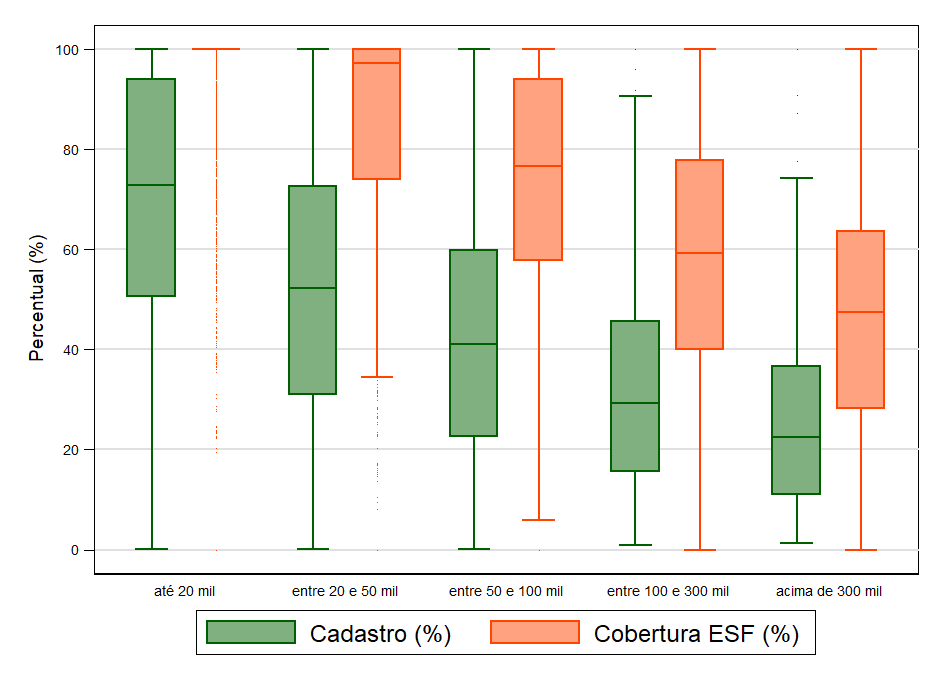 Percentual (%)
100
80
60
40
20
0
até 20 mil
entre 20 e 50 mil
entre 50 e 100 mil
entre 100 e 300 mil
acima de 300 mil
Cadastro (%)
Cobertura ESF (%)